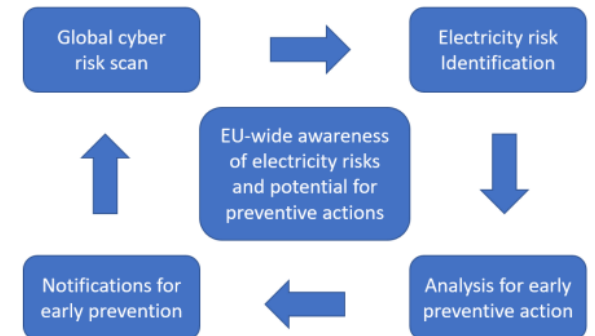 Global cyber
risk scan
Electricity risk
Identification
EU-wide awareness
of electricity risks
and potential for
preventive actions
Notifications for
early prevention
Analysis for early
preventive action